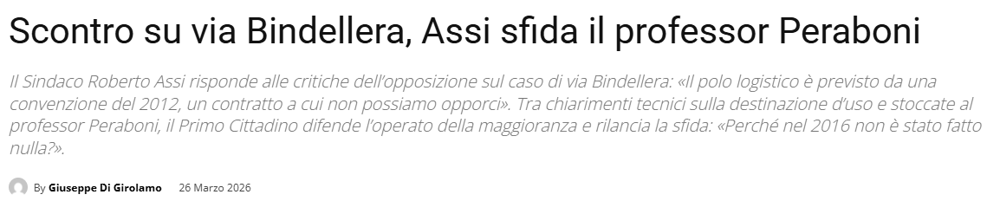 Scontro su via Bindellera, Assi sfida il professor Peraboni
Il Sindaco Roberto Assi risponde alle critiche dell’opposizione sul caso di via Bindellera: «Il polo logistico è previsto da una
convenzione del 2012, un contratto a cui non possiamo opporci». Tra chiarimenti tecnici sulla destinazione d’uso e stoccate al
professor Peraboni, il Primo Cittadino difende l’operato della maggioranza e rilancia la sfida: «Perché nel 2016 non è stato fatto
nulla?».
By Giuseppe Di Girolamo 26 Marzo 2026